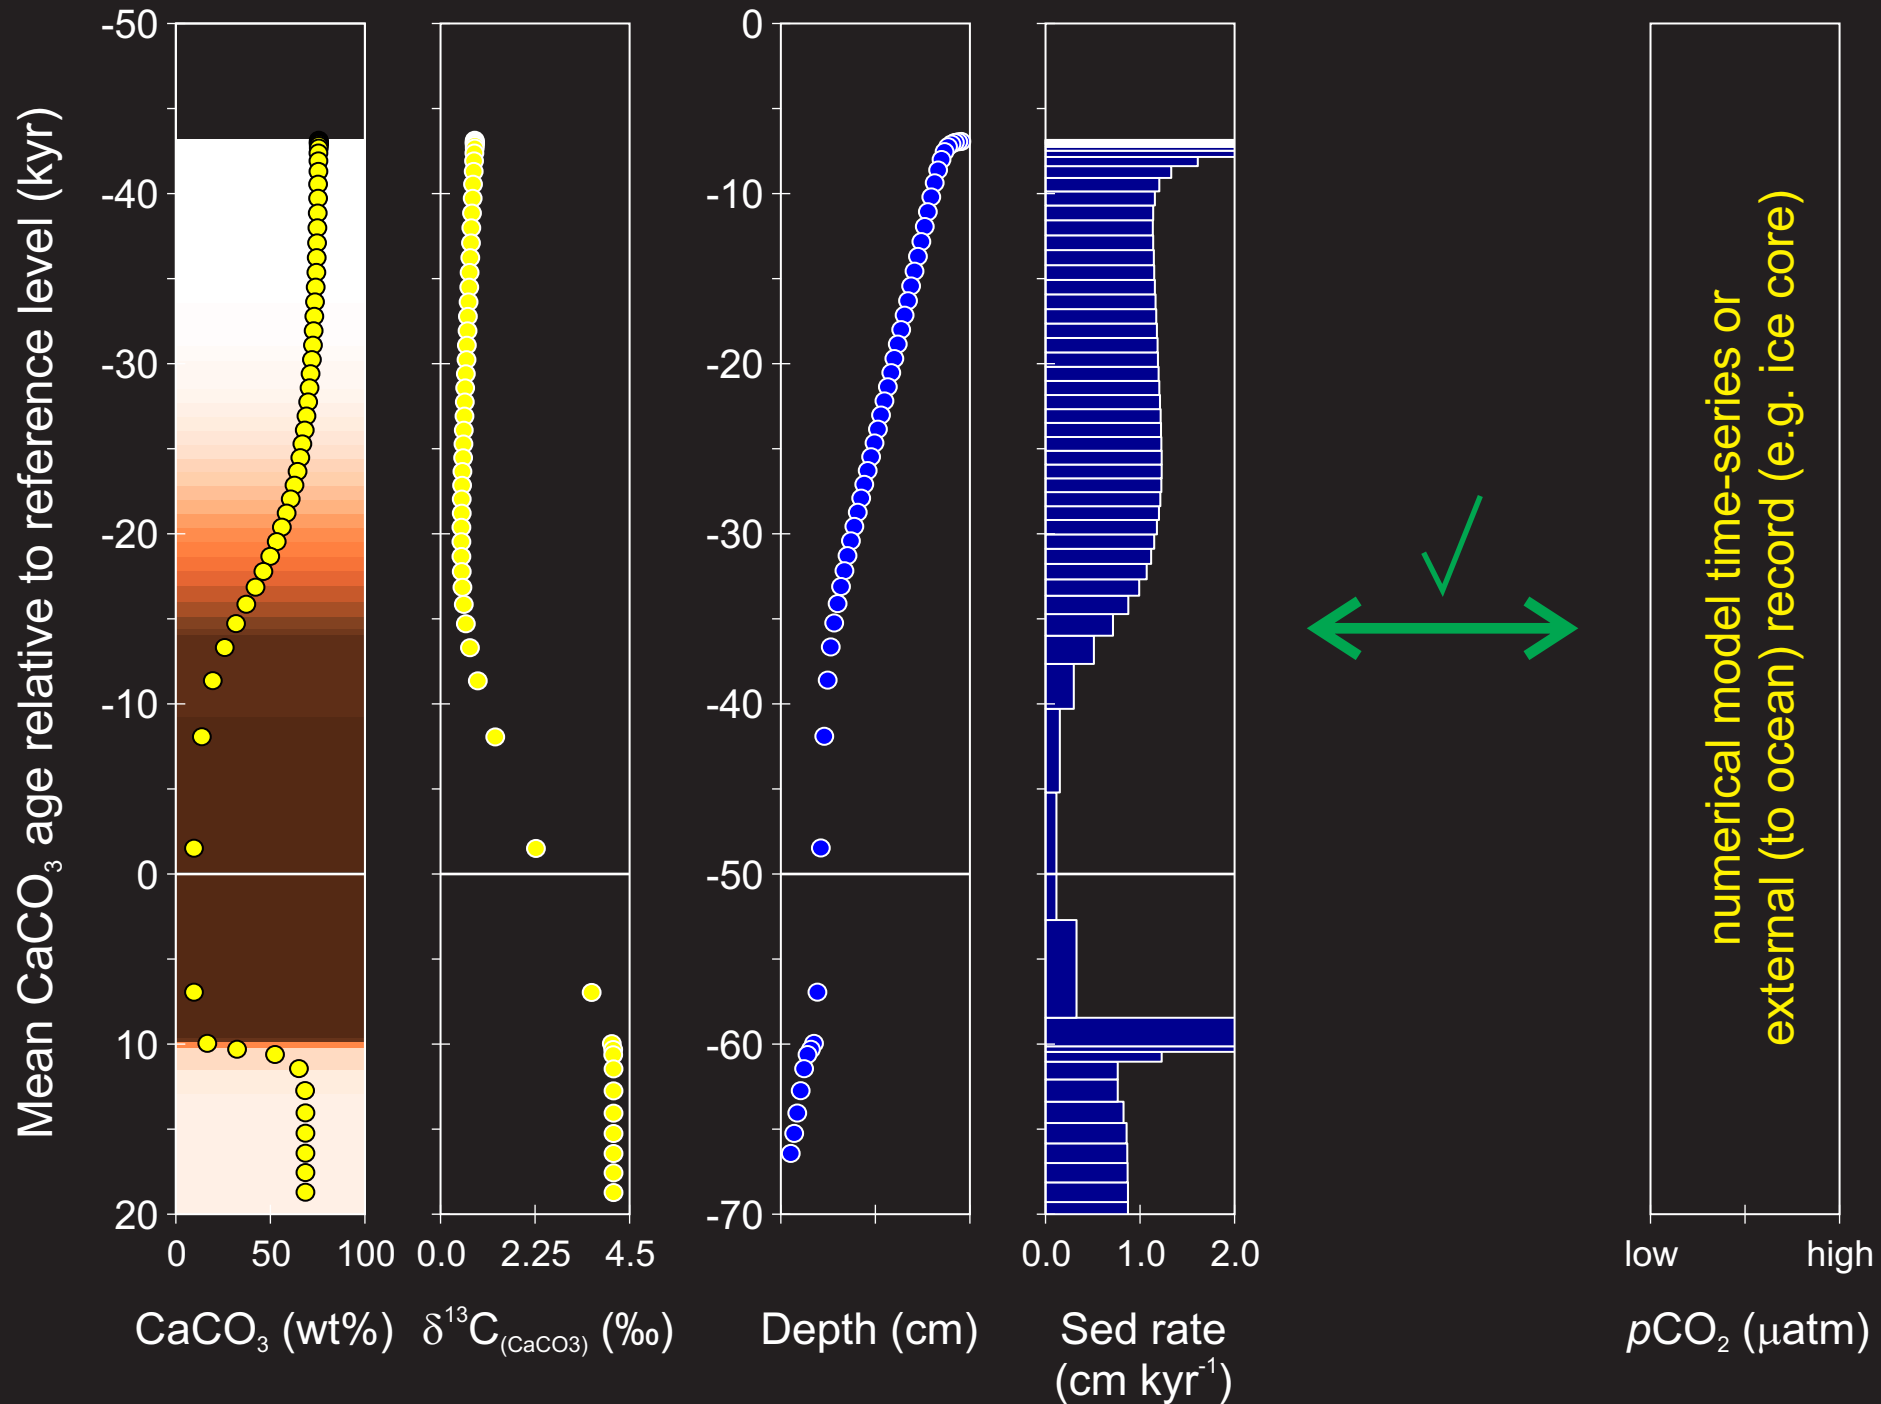 Mean CaCO₃ age relative to reference level (kyr)
-50
-40
-30
-20
-10
0
10
20
0 50 100
CaCO₃ (wt%)
0.0 2.25 4.5
δ¹³C(CaCO3) (‰)
0
-10
-20
-30
-40
-50
-60
-70
Depth (cm)
0.0 1.0 2.0
Sed rate
(cm kyr⁻¹)
numerical model time-series or
external (to ocean) record (e.g. ice core)
low high
pCO₂ (μatm)